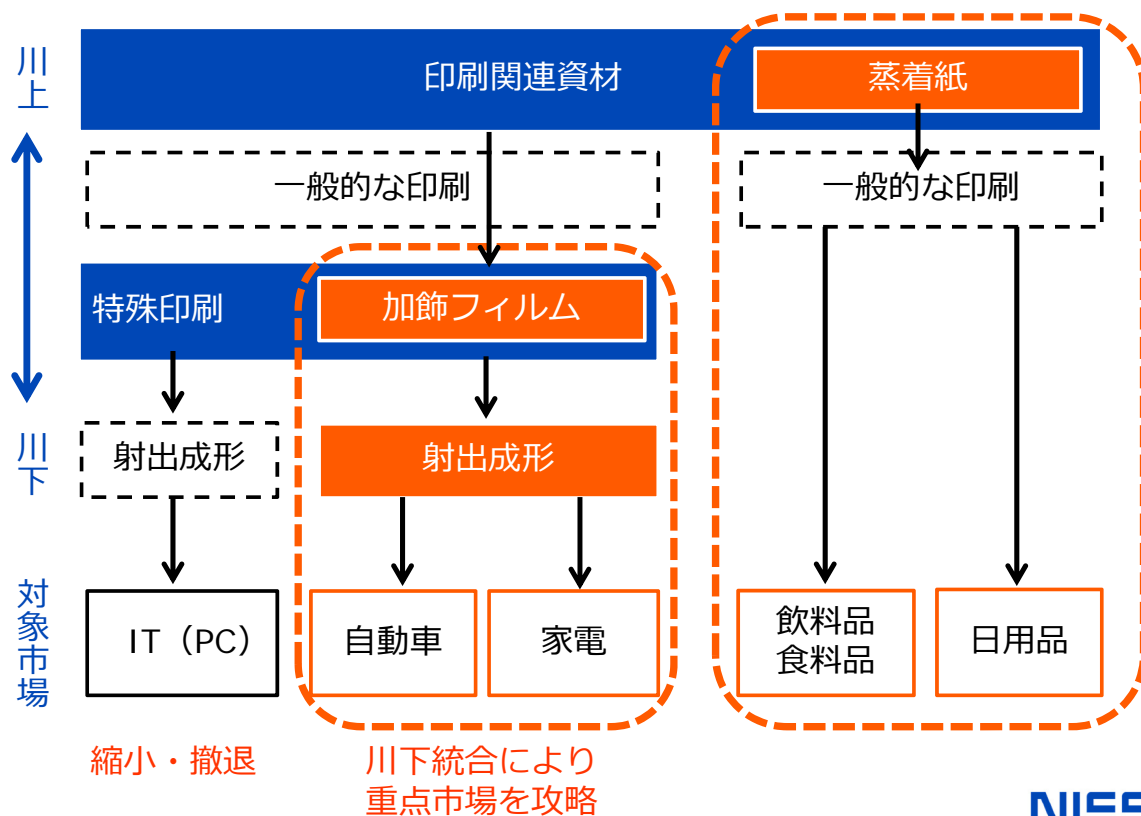 川上
印刷関連資材
蒸着紙
一般的な印刷
一般的な印刷
特殊印刷
加飾フィルム
川下
射出成形
射出成形
対象市場
IT（PC）
自動車
家電
飲料品
食料品
日用品
縮小・撤退
川下統合により
重点市場を攻略